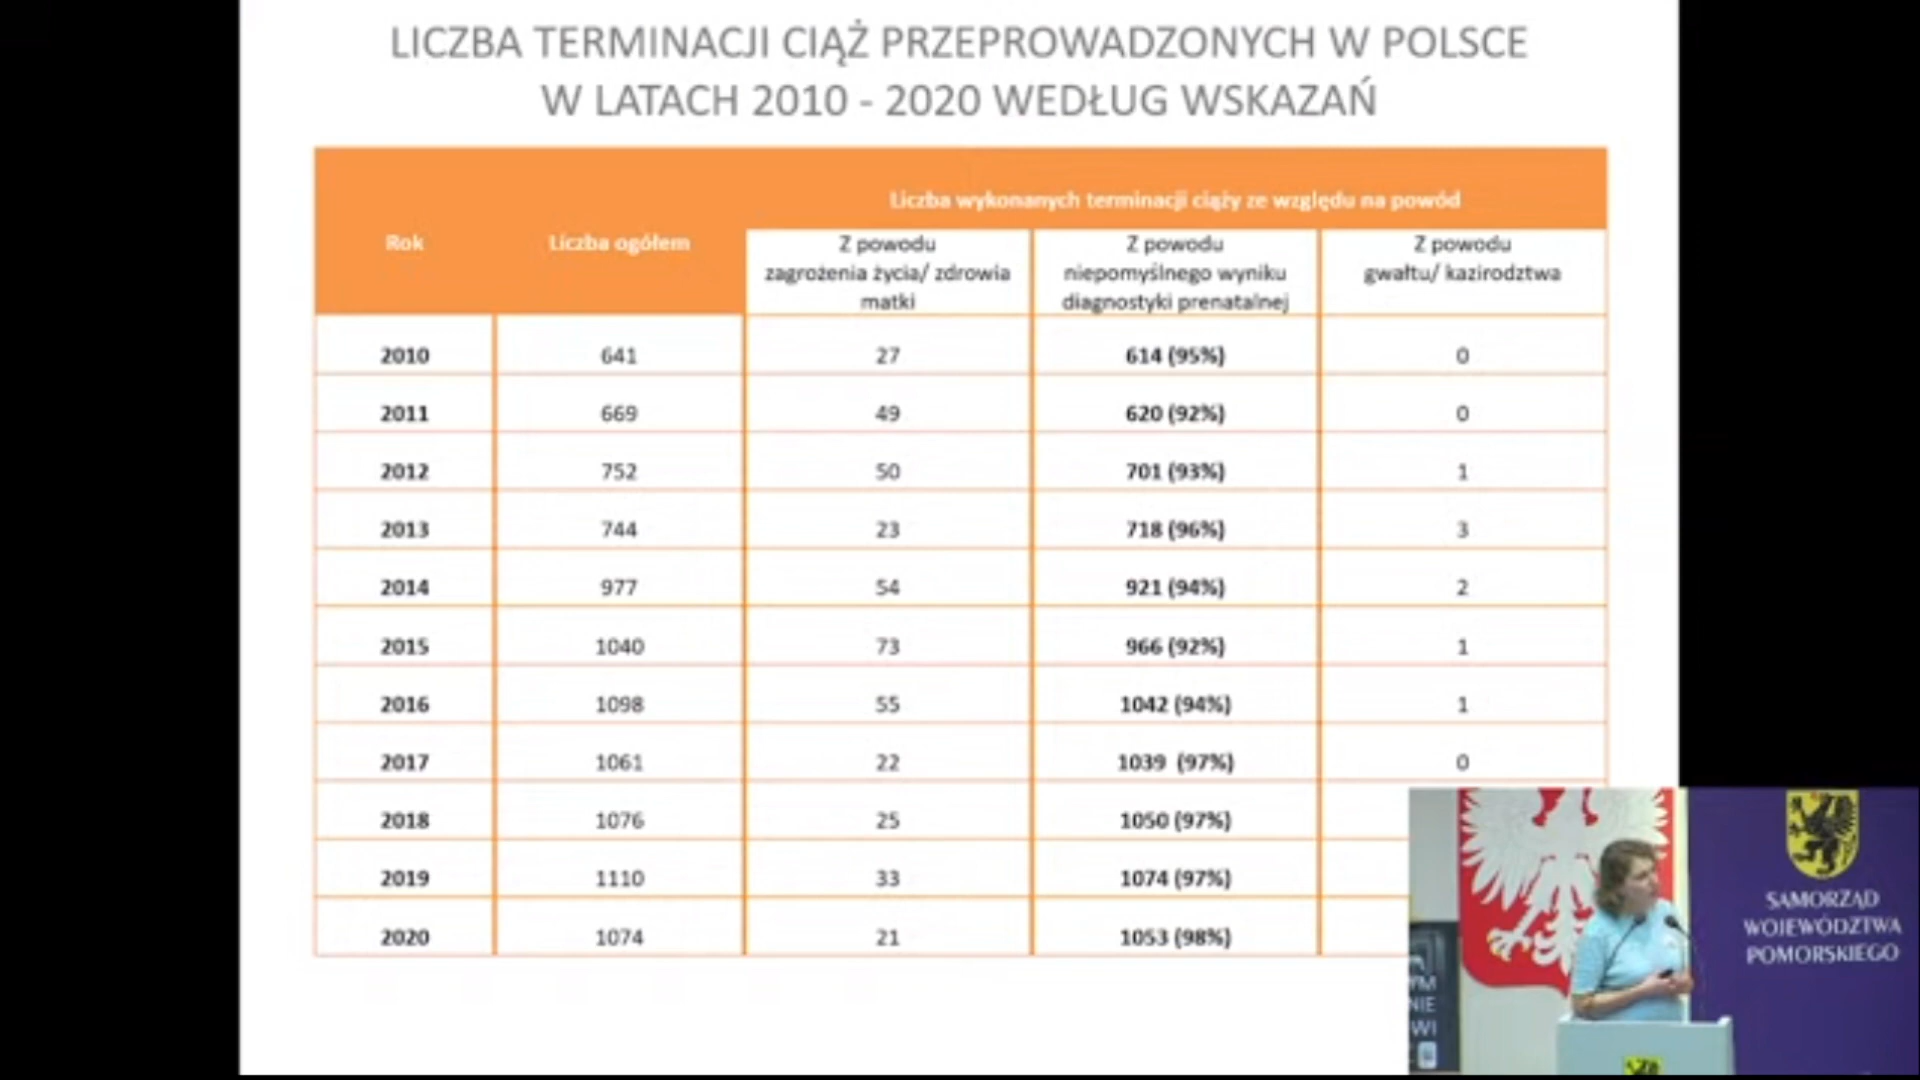 LICZBA TERMINACJI CIĄŻ PRZEPROWADZONYCH W POLSCE
W LATACH 2010 - 2020 WEDŁUG WSKAZAŃ
Rok
Liczba ogółem
Liczba wykonanych terminacji ciąży ze względu na powód
Z powodu
zagrożenia życia/ zdrowia
matki
Z powodu
niepomyślnego wyniku
diagnostyki prenatalnej
Z powodu
gwałtu/ kazirodztwa
2010 641 27 614 (95%) 0
2011 669 49 620 (92%) 0
2012 752 50 701 (93%) 1
2013 744 23 718 (96%) 3
2014 977 54 921 (94%) 2
2015 1040 73 966 (92%) 1
2016 1098 55 1042 (94%) 1
2017 1061 22 1039 (97%) 0
2018 1076 25 1050 (97%)
2019 1110 33 1074 (97%)
2020 1074 21 1053 (98%)
SAMORZĄD
WOJEWÓDZTWA
POMORSKIEGO